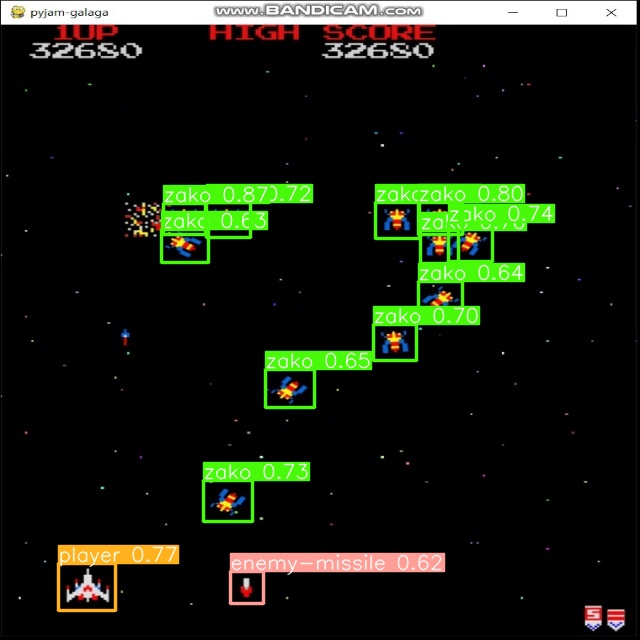 pyjam-galaga
www.BANDICAM.com
1UP HIGH SCORE
32680 32680
zako 0.87 0.72
zako 0.80
zako 0.63
zako 0.74
zako 0.64
zako 0.70
zako 0.65
zako 0.73
player 0.77
enemy-missile 0.62
5